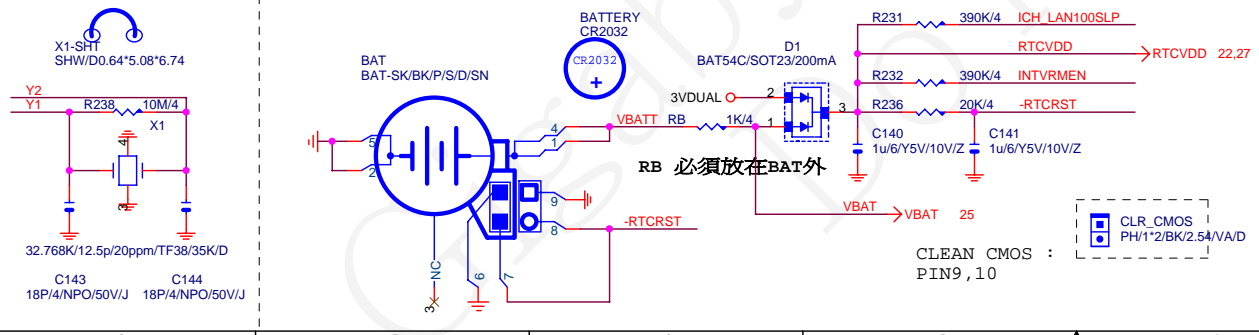 X1-SHT
SHW/D0.64*5.08*6.74
Y2
Y1
R238
10M/4
X1
4
3
32.768K/12.5p/20ppm/TF38/35K/D
C143
18P/4/NPO/50V/J
C144
18P/4/NPO/50V/J
BAT
BAT-SK/BK/P/S/D/SN
5
2
4
1
9
8
-RTCRST
3
NC
6
7
BATTERY
CR2032
CR2032
+
VBATT
RB
1K/4
RB 必須放在BAT外
D1
BAT54C/SOT23/200mA
3VDUAL
2
1
3
R231
390K/4
ICH_LAN100SLP
RTCVDD
RTCVDD 22,27
R232
390K/4
INTVRMEN
R236
20K/4
-RTCRST
C140
1u/6/Y5V/10V/Z
C141
1u/6/Y5V/10V/Z
VBAT
VBAT 25
CLEAN CMOS :
PIN9,10
CLR_CMOS
PH/1*2/BK/2.54/VA/D